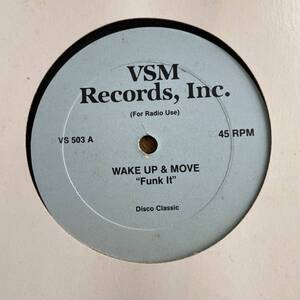 VSM
Records, Inc.
(For Radio Use)
VS 503 A 45 RPM
WAKE UP & MOVE
“Funk It”
Disco Classic